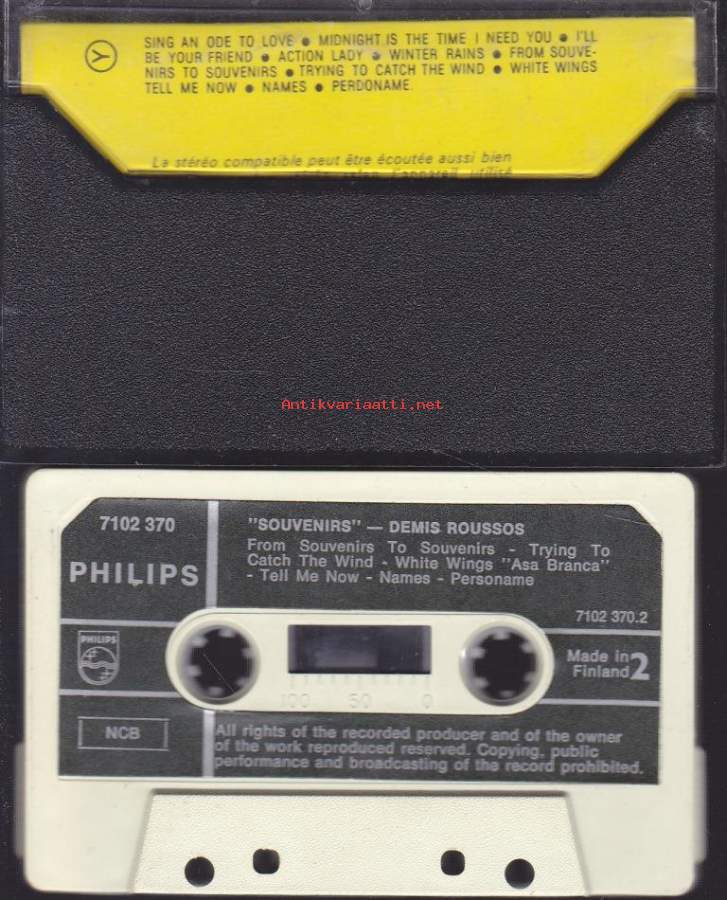 Y
SING AN ODE TO LOVE ● MIDNIGHT IS THE TIME I NEED YOU ● I'LL
BE YOUR FRIEND ● ACTION LADY ● WINTER RAINS ● FROM SOUVE-
NIRS TO SOUVENIRS ● TRYING TO CATCH THE WIND ● WHITE WINGS
TELL ME NOW ● NAMES ● PERDONAME.
La stéréo compatible peut être écoutée aussi bien
l'appareil utilisé
Antikvariaatti.net
7102 370
PHILIPS
"SOUVENIRS" — DEMIS ROUSSOS
From Souvenirs To Souvenirs - Trying To
Catch The Wind - White Wings "Asa Branca"
- Tell Me Now - Names - Personame
7102 370.2
PHILIPS
Made in
Finland 2
100 50 0
NCB
All rights of the recorded producer and of the owner
of the work reproduced reserved. Copying, public
performance and broadcasting of the record prohibited.